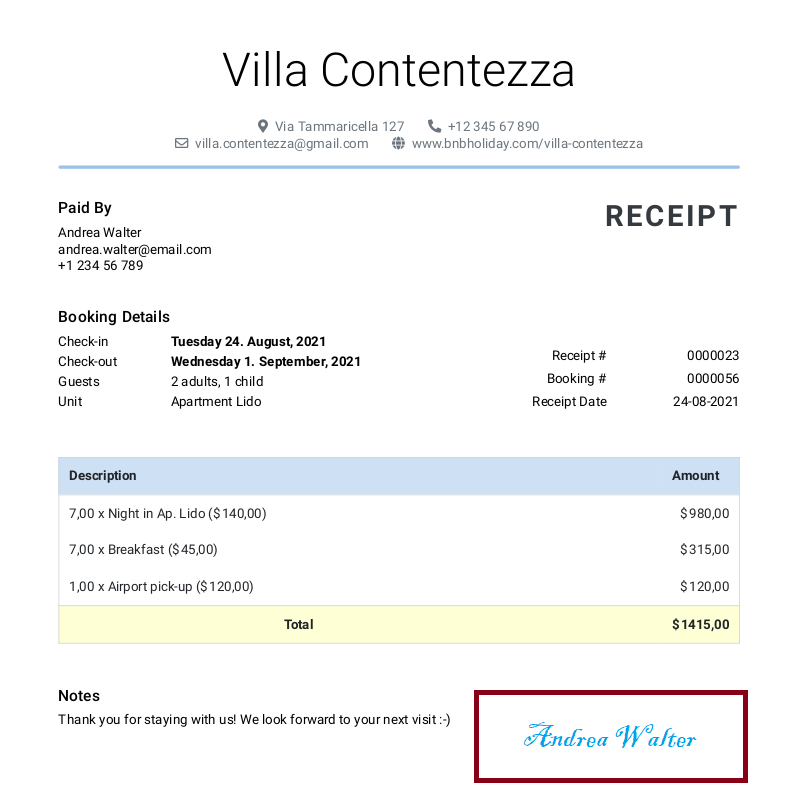 Villa Contentezza
Via Tammaricella 127 +12 345 67 890
villa.contentezza@gmail.com www.bnbholiday.com/villa-contentezza
Paid By
RECEIPT
Andrea Walter
andrea.walter@email.com
+1 234 56 789
Booking Details
Check-in Tuesday 24. August, 2021
Check-out Wednesday 1. September, 2021
Guests 2 adults, 1 child
Unit Apartment Lido
Receipt # 0000023
Booking # 0000056
Receipt Date 24-08-2021
Description Amount
7,00 x Night in Ap. Lido ($140,00) $980,00
7,00 x Breakfast ($45,00) $315,00
1,00 x Airport pick-up ($120,00) $120,00
Total $1415,00
Notes
Thank you for staying with us! We look forward to your next visit :-)
Andrea Walter